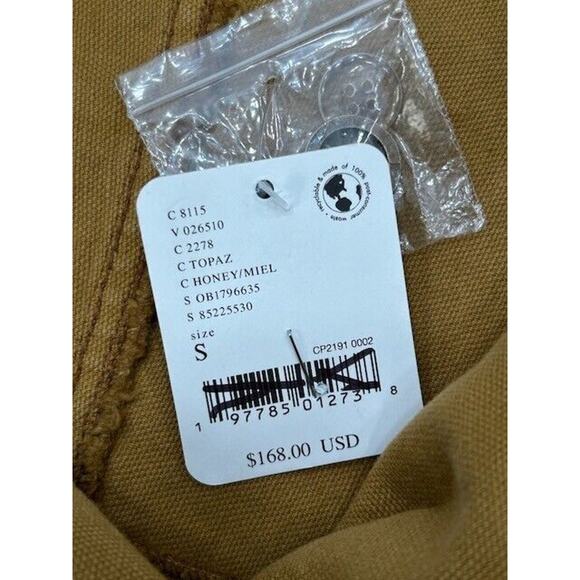 recyclable & made of 100% post-consumer waste •
C 8115
V 026510
C 2278
C TOPAZ
C HONEY/MIEL
S OB1796635
S 85225530
size
S
CP2191 0002
1 97785 01273 8
$168.00 USD